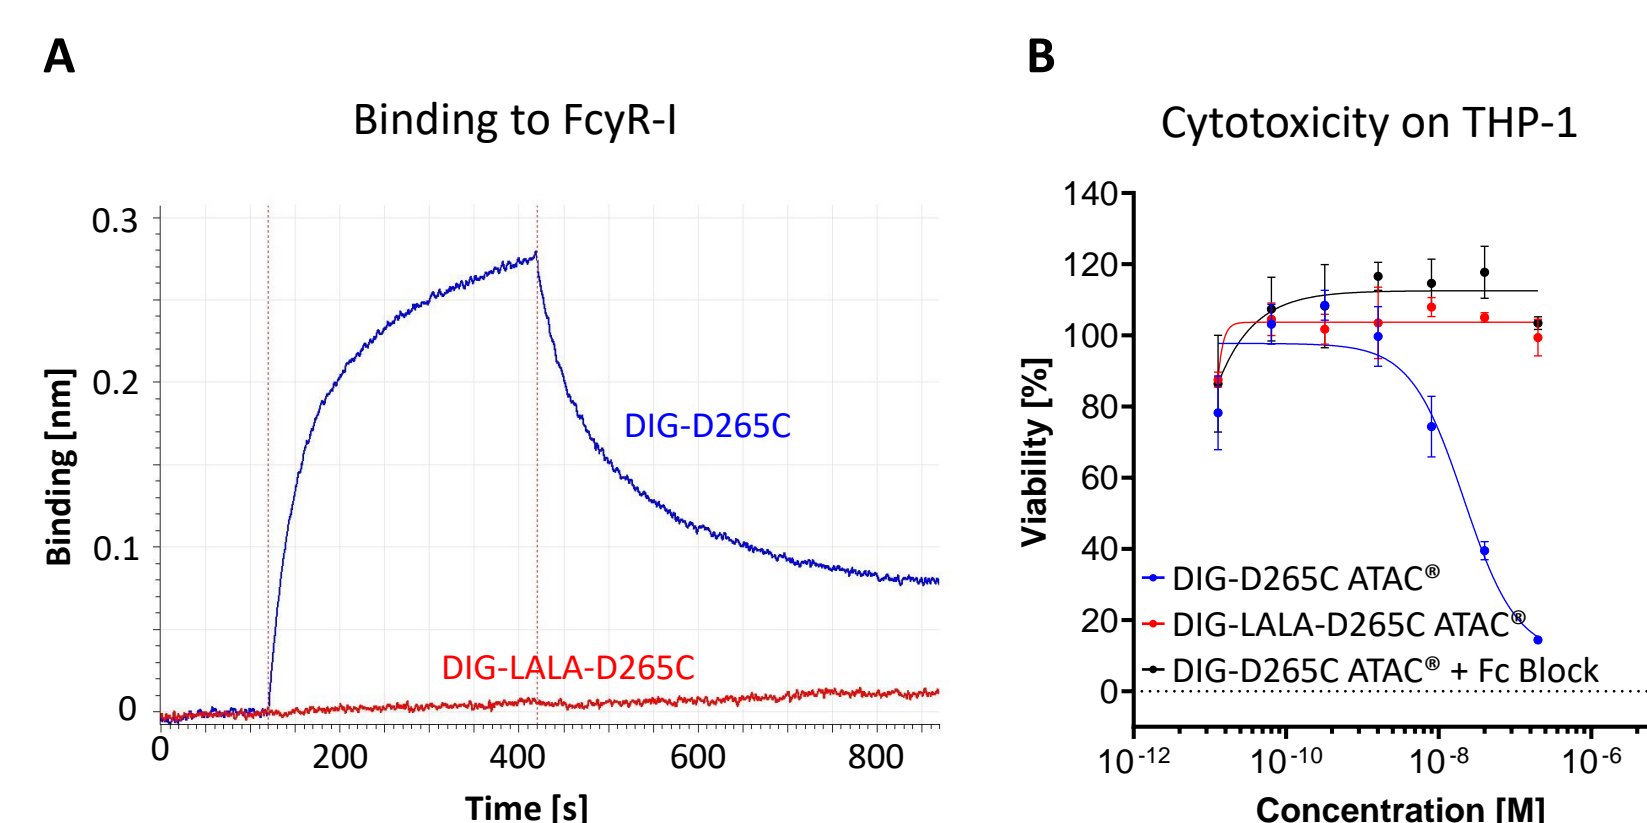 A
Binding to FcyR-I
0.3
0.2
0.1
0
Binding [nm]
DIG-D265C
DIG-LALA-D265C
0
200
400
600
800
Time [s]
B
Cytotoxicity on THP-1
140
120
100
80
60
40
20
0
Viability [%]
DIG-D265C ATAC®
DIG-LALA-D265C ATAC®
DIG-D265C ATAC® + Fc Block
10-12
10-10
10-8
10-6
Concentration [M]